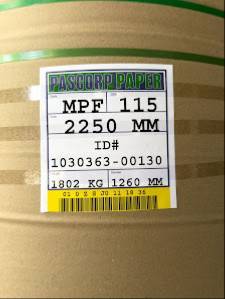 PASCORP PAPER
MPF 115
2250 MM
ID#
1030363-00130
1802 KG 1260 MM